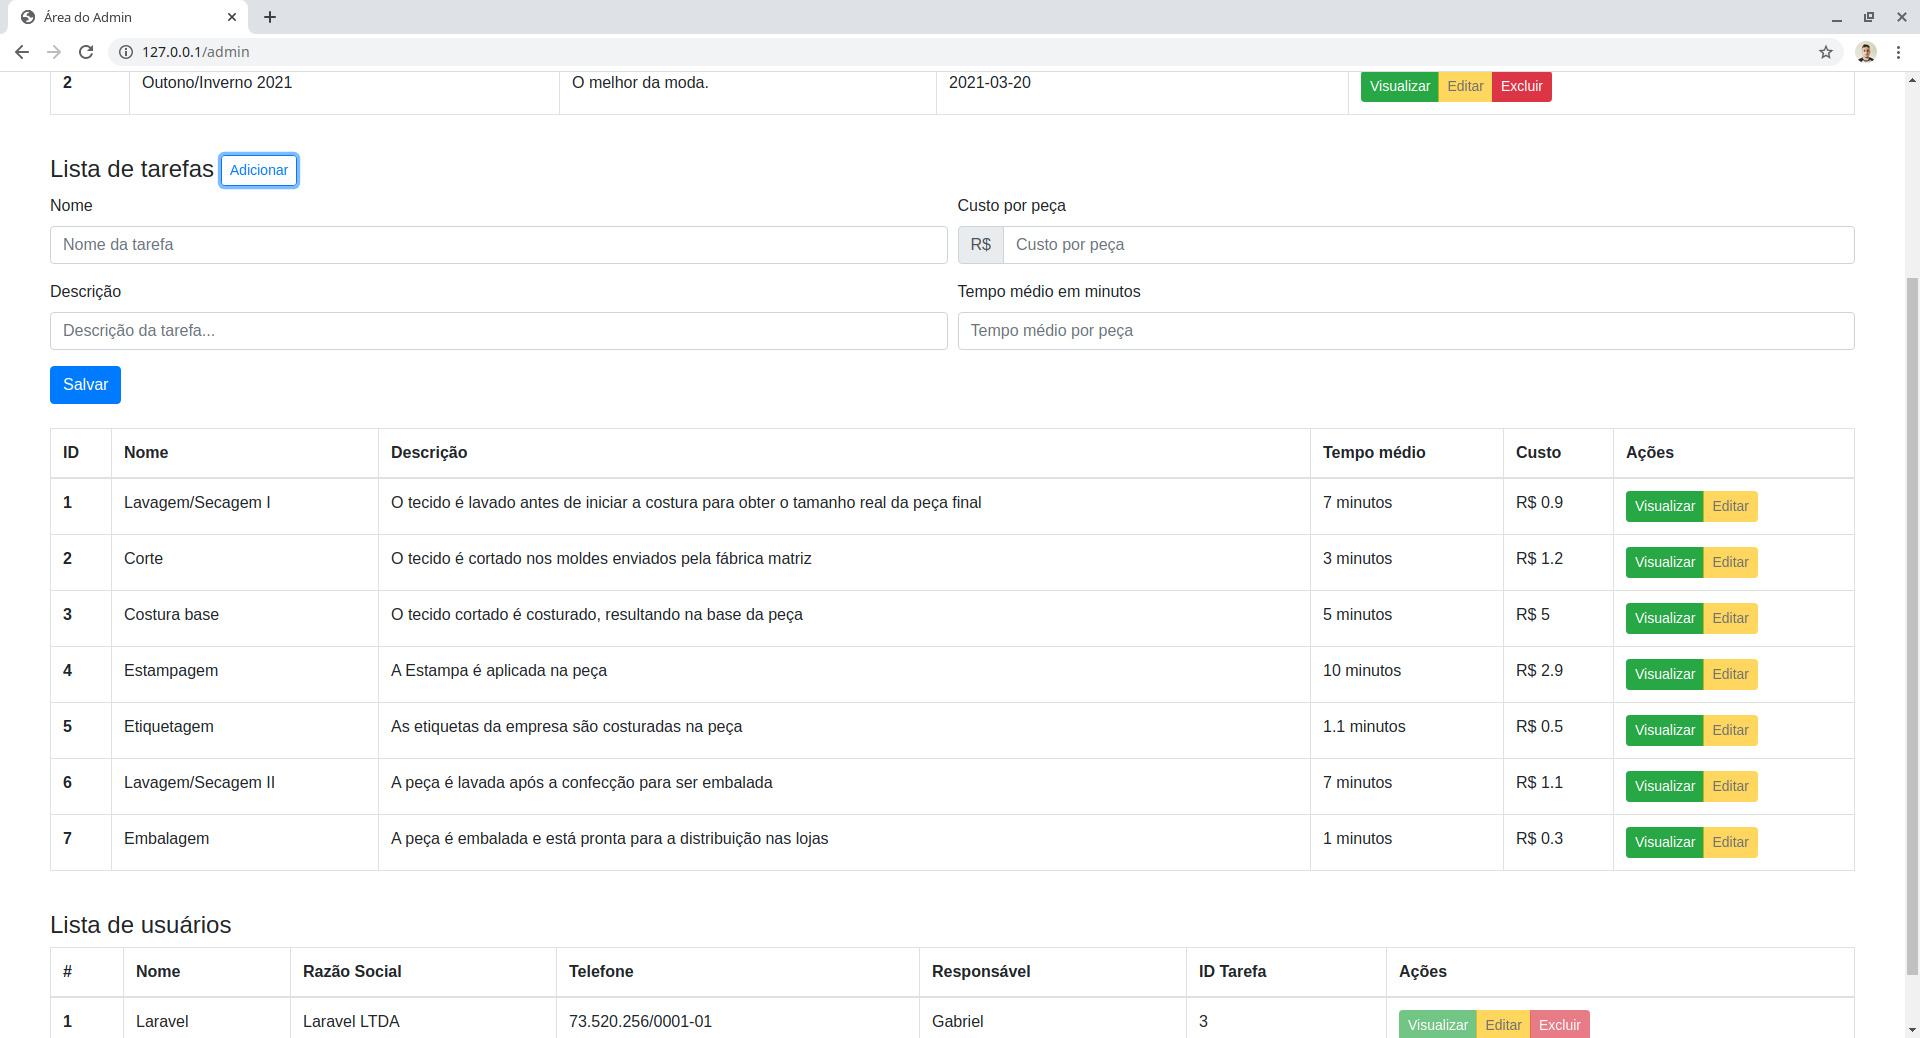 Área do Admin
127.0.0.1/admin
2 Outono/Inverno 2021 O melhor da moda. 2021-03-20 Visualizar Editar Excluir
Lista de tarefas Adicionar
Nome Custo por peça
Nome da tarefa R$ Custo por peça
Descrição Tempo médio em minutos
Descrição da tarefa... Tempo médio por peça
Salvar
ID Nome Descrição Tempo médio Custo Ações
1 Lavagem/Secagem I O tecido é lavado antes de iniciar a costura para obter o tamanho real da peça final 7 minutos R$ 0.9 Visualizar Editar
2 Corte O tecido é cortado nos moldes enviados pela fábrica matriz 3 minutos R$ 1.2 Visualizar Editar
3 Costura base O tecido cortado é costurado, resultando na base da peça 5 minutos R$ 5 Visualizar Editar
4 Estampagem A Estampa é aplicada na peça 10 minutos R$ 2.9 Visualizar Editar
5 Etiquetagem As etiquetas da empresa são costuradas na peça 1.1 minutos R$ 0.5 Visualizar Editar
6 Lavagem/Secagem II A peça é lavada após a confecção para ser embalada 7 minutos R$ 1.1 Visualizar Editar
7 Embalagem A peça é embalada e está pronta para a distribuição nas lojas 1 minutos R$ 0.3 Visualizar Editar
Lista de usuários
# Nome Razão Social Telefone Responsável ID Tarefa Ações
1 Laravel Laravel LTDA 73.520.256/0001-01 Gabriel 3 Visualizar Editar Excluir